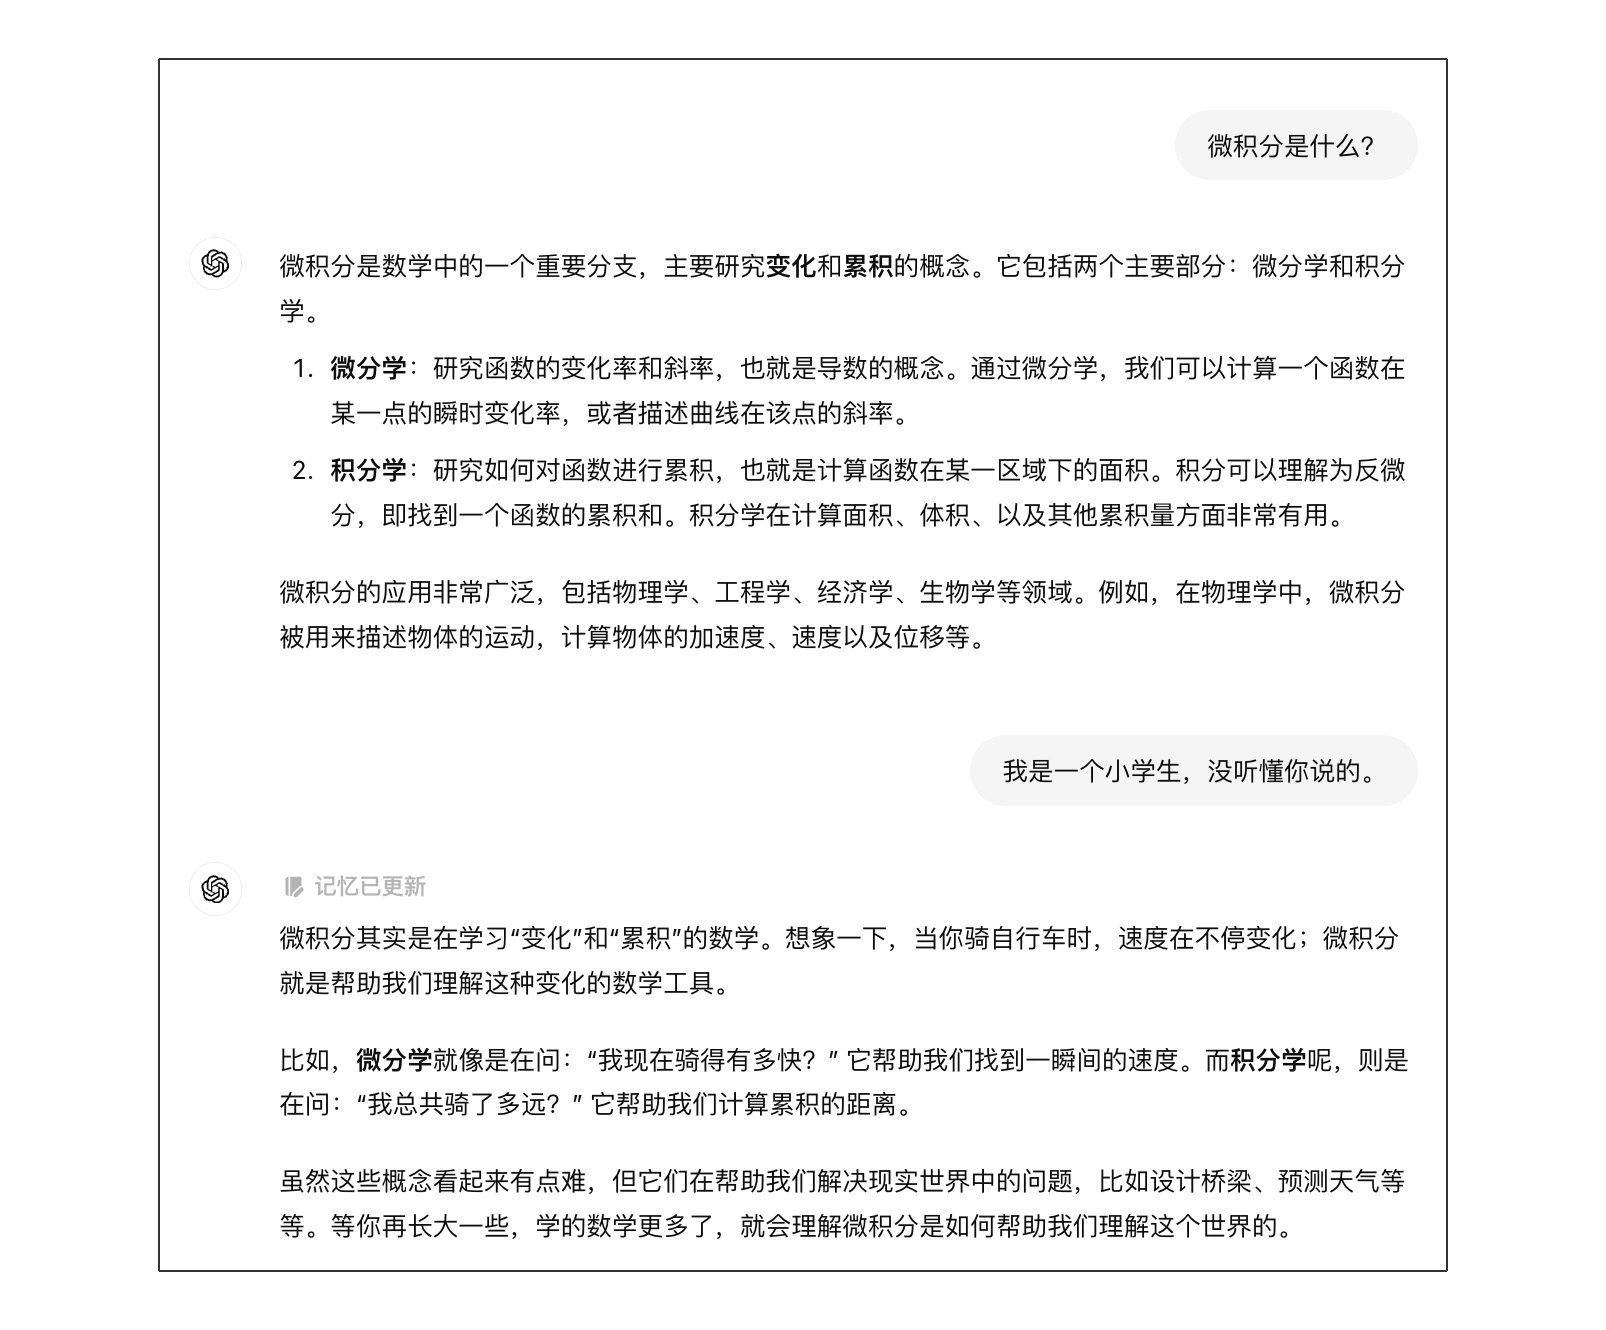 微积分是什么？
微积分是数学中的一个重要分支，主要研究变化和累积的概念。它包括两个主要部分：微分学和积分
学。
1. 微分学：研究函数的变化率和斜率，也就是导数的概念。通过微分学，我们可以计算一个函数在
某一点的瞬时变化率，或者描述曲线在该点的斜率。
2. 积分学：研究如何对函数进行累积，也就是计算函数在某一区域下的面积。积分可以理解为反微
分，即找到一个函数的累积和。积分学在计算面积、体积、以及其他累积量方面非常有用。
微积分的应用非常广泛，包括物理学、工程学、经济学、生物学等领域。例如，在物理学中，微积分
被用来描述物体的运动，计算物体的加速度、速度以及位移等。
我是一个小学生，没听懂你说的。
记忆已更新
微积分其实是在学习“变化”和“累积”的数学。想象一下，当你骑自行车时，速度在不停变化；微积分
就是帮助我们理解这种变化的数学工具。
比如，微分学就像是在问：“我现在骑得有多快？” 它帮助我们找到一瞬间的速度。而积分学呢，则是
在问：“我总共骑了多远？” 它帮助我们计算累积的距离。
虽然这些概念看起来有点难，但它们在帮助我们解决现实世界中的问题，比如设计桥梁、预测天气等
等。等你再长大一些，学的数学更多了，就会理解微积分是如何帮助我们理解这个世界的。